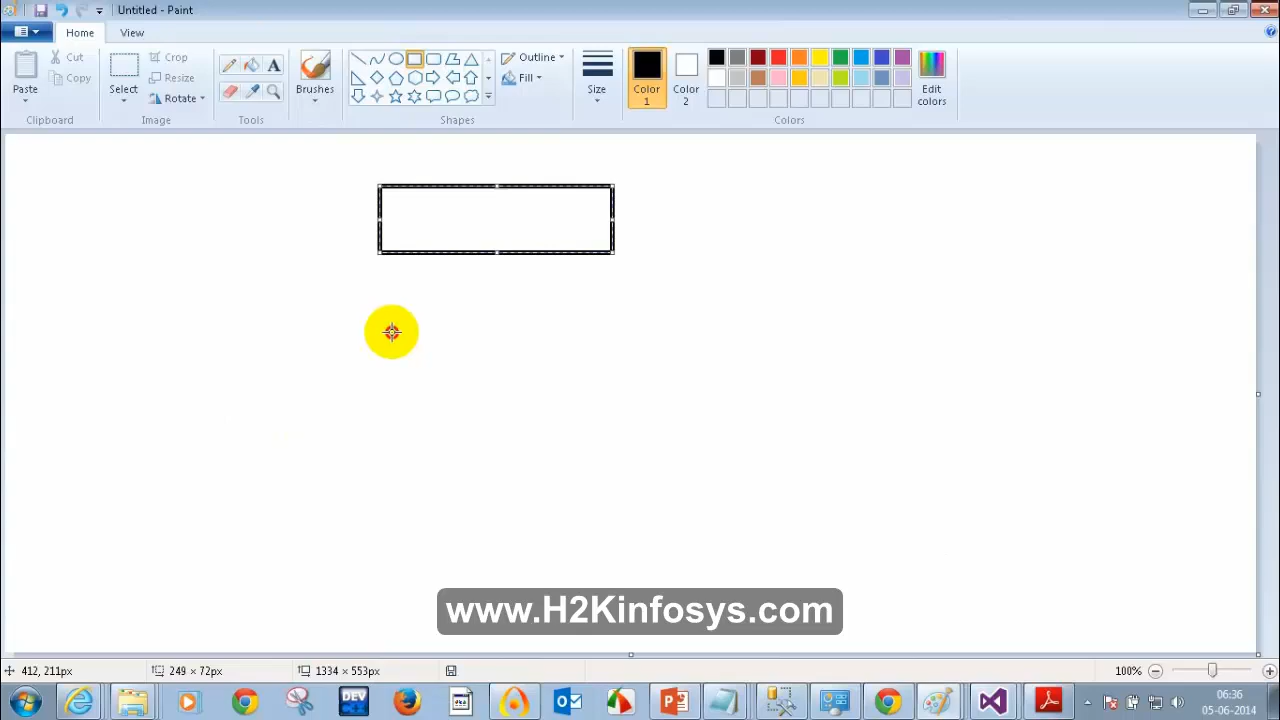 Untitled - Paint
Home
View
Paste
Cut
Copy
Clipboard
Select
Crop
Resize
Rotate
Image
A
Tools
Brushes
Outline
Fill
Shapes
Size
Color
1
Color
2
Edit
colors
Colors
www.H2Kinfosys.com
412, 211px
249 × 72px
1334 × 553px
100%
DEV
06:36
05-06-2014